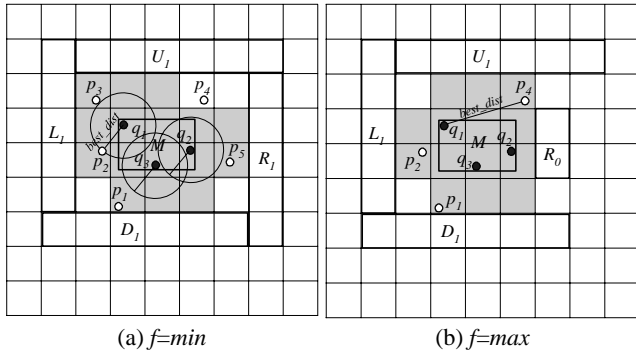 U1
U1
p3
p4
p4
best_dist
best_dist
L1
q1
M
q2
p2
q3
p5
R1
p1
D1
L1
q1
M
q2
p2
q3
R0
p1
D1
(a) f=min
(b) f=max